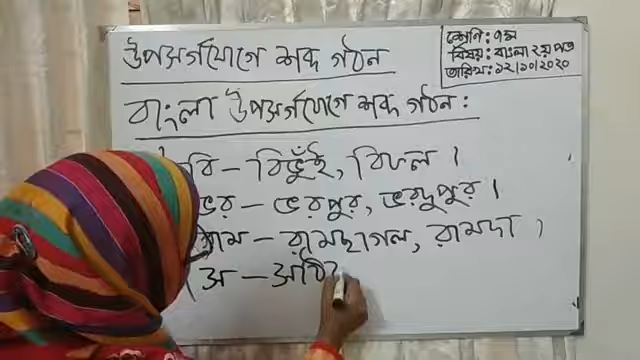 উপসর্গযোগে শব্দ গঠন
শ্রেণি: ৭ম
বিষয়: বাংলা ২য় পত্র
তারিখ: ১২/১০/২০২০
বাংলা উপসর্গযোগে শব্দ গঠন:
বি – বিভুঁই, বিফল।
ভর – ভরপুর, ভরদুপুর।
রাম – রামছাগল, রামদা।
স –